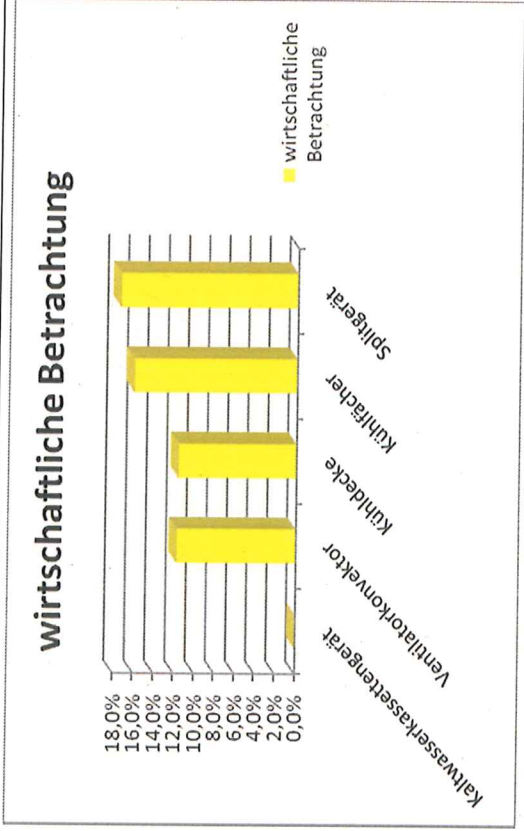 wirtschaftliche Betrachtung
18,0%
16,0%
14,0%
12,0%
10,0%
8,0%
6,0%
4,0%
2,0%
0,0%
Kaltwasserkassettengerät
Ventilatorkonvektor
Kühldecke
Kühlfächer
Splitgerät
wirtschaftliche
Betrachtung